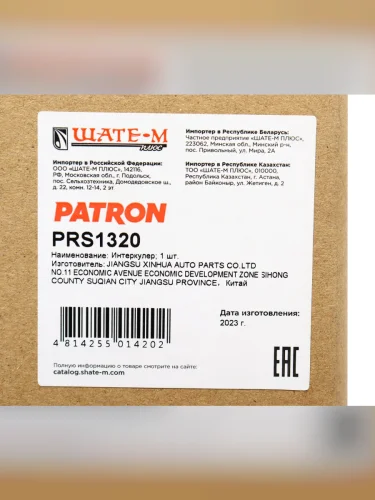 ШАТЕ-М
ПЛЮС
Импортер в Российской Федерации:
ООО «ШАТЕ-М ПЛЮС», 142116,
РФ, Московская обл., г. Подольск,
пос. Сельхозтехника, Домодедовское ш.,
д. 22, комн. 12-14, 2 эт.
Импортер в Республике Беларусь:
Частное предприятие «ШАТЕ-М ПЛЮС»,
223062, Минская обл., Минский р-н,
пос. Привольный, ул. Мира, 2А
Импортер в Республике Казахстан:
ТОО «ШАТЕ-М ПЛЮС», 010000,
Республика Казахстан, г. Астана,
район Байконыр, ул. Жетиген, д. 2
PATRON
PRS1320
Наименование: Интеркулер; 1 шт.
Изготовитель: JIANGSU XINHUA AUTO PARTS CO.LTD
NO.11 ECONOMIC AVENUE ECONOMIC DEVELOPMENT ZONE SIHONG
COUNTY SUQIAN CITY JIANGSU PROVINCE, Китай
4 814255 014202
Дата изготовления:
2023 г.
EAC
Полную информацию о товаре смотрите на сайте
catalog.shate-m.com